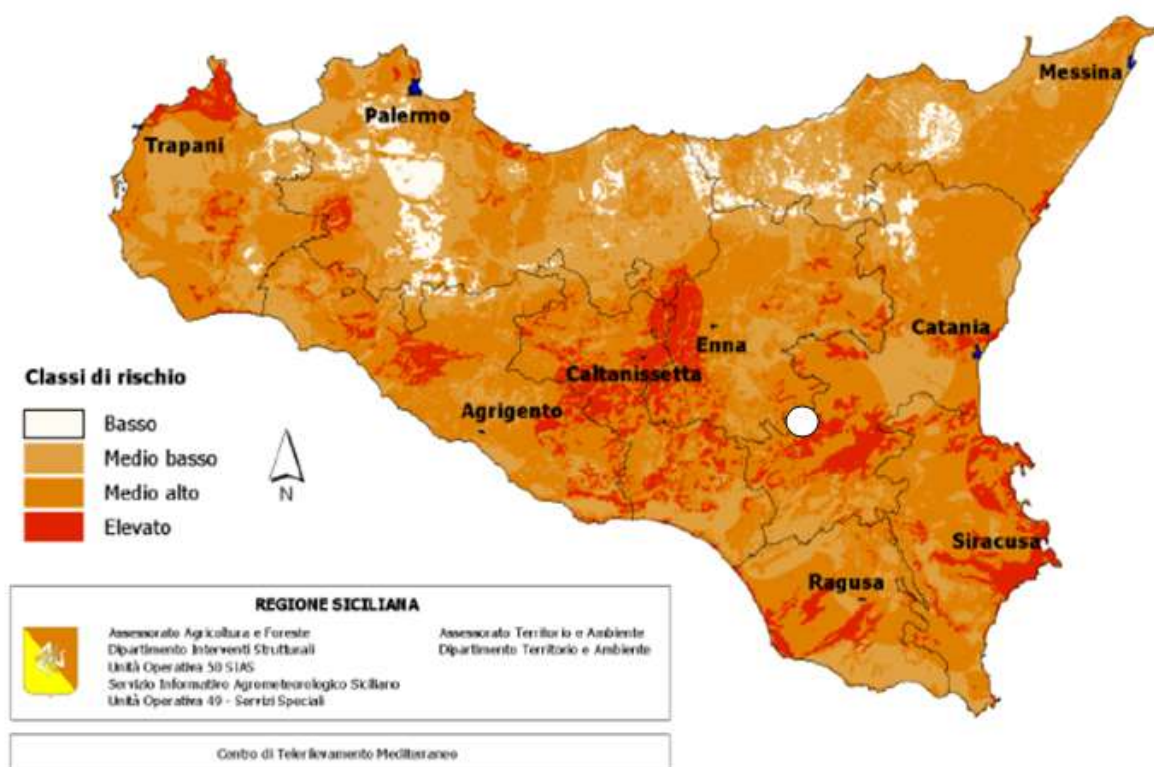 Messina
Palermo
Trapani
Catania
Enna
Caltanissetta
Agrigento
Siracusa
Ragusa
Classi di rischio
Basso
Medio basso
Medio alto
Elevato
N
REGIONE SICILIANA
Assessorato Agricoltura e Foreste
Dipartimento Interventi Strutturali
Unità Operativa 50 SIAS
Servizio Informativo Agrometeorologico Siciliano
Unità Operativa 49 - Servizi Speciali
Assessorato Territorio e Ambiente
Dipartimento Territorio e Ambiente
Centro di Telerilevamento Mediterraneo